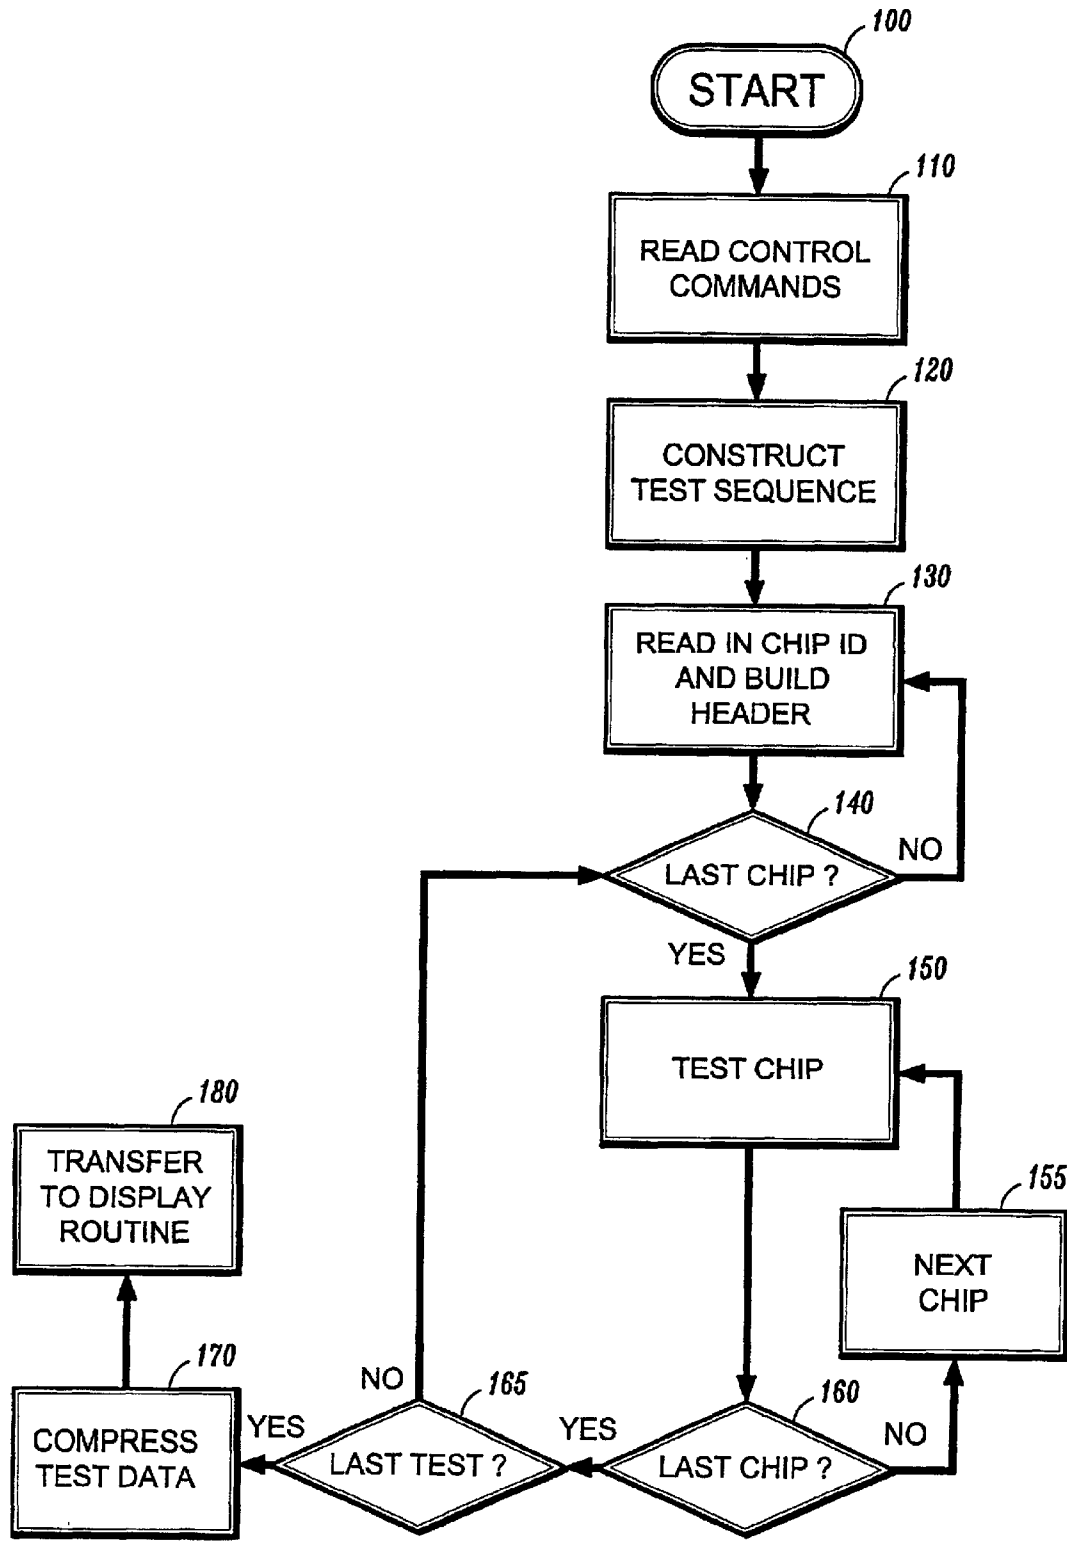 100
START
110
READ CONTROL
COMMANDS
120
CONSTRUCT
TEST SEQUENCE
130
READ IN CHIP ID
AND BUILD
HEADER
140
LAST CHIP ?
NO
YES
150
TEST CHIP
155
NEXT
CHIP
160
LAST CHIP ?
NO
YES
165
LAST TEST ?
NO
YES
170
COMPRESS
TEST DATA
180
TRANSFER
TO DISPLAY
ROUTINE